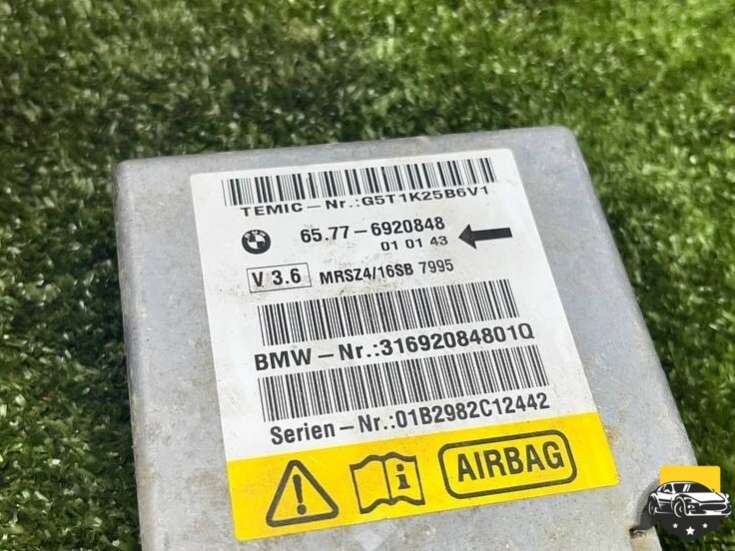 TEMIC-Nr.:G5T1K25B6V1
65.77-6920848
01 01 43
V 3.6 MRSZ4/16SB 7995
BMW-Nr.:31692084801Q
Serien-Nr.:01B2982C12442
AIRBAG